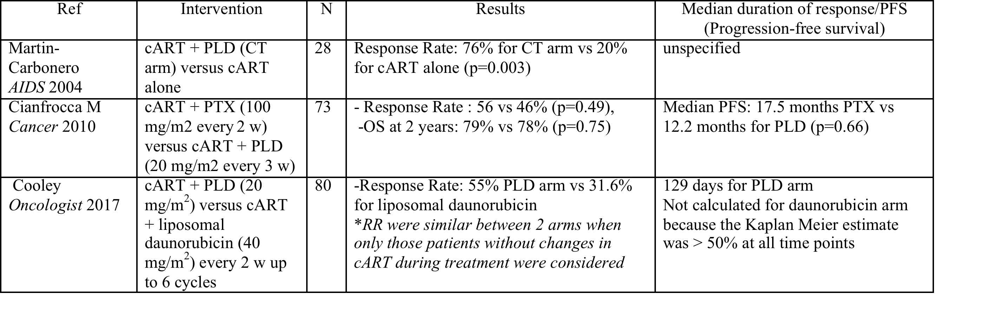 Ref
Intervention
N
Results
Median duration of response/PFS
(Progression-free survival)
Martin-
Carbonero
AIDS 2004
cART + PLD (CT
arm) versus cART
alone
28
Response Rate: 76% for CT arm vs 20%
for cART alone (p=0.003)
unspecified
Cianfrocca M
Cancer 2010
cART + PTX (100
mg/m2 every 2 w)
versus cART + PLD
(20 mg/m2 every 3 w)
73
- Response Rate : 56 vs 46% (p=0.49),
-OS at 2 years: 79% vs 78% (p=0.75)
Median PFS: 17.5 months PTX vs
12.2 months for PLD (p=0.66)
Cooley
Oncologist 2017
cART + PLD (20
mg/m²) versus cART
+ liposomal
daunorubicin (40
mg/m²) every 2 w up
to 6 cycles
80
-Response Rate: 55% PLD arm vs 31.6%
for liposomal daunorubicin
*RR were similar between 2 arms when
only those patients without changes in
cART during treatment were considered
129 days for PLD arm
Not calculated for daunorubicin arm
because the Kaplan Meier estimate
was > 50% at all time points